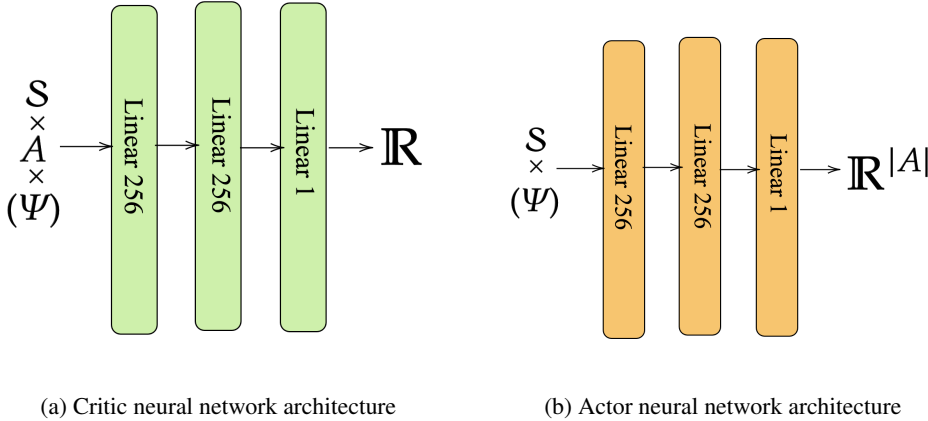 S
×
A
×
(Ψ)
Linear 256
Linear 256
Linear 1
ℝ
(a) Critic neural network architecture
S
×
(Ψ)
Linear 256
Linear 256
Linear 1
ℝ^|A|
(b) Actor neural network architecture